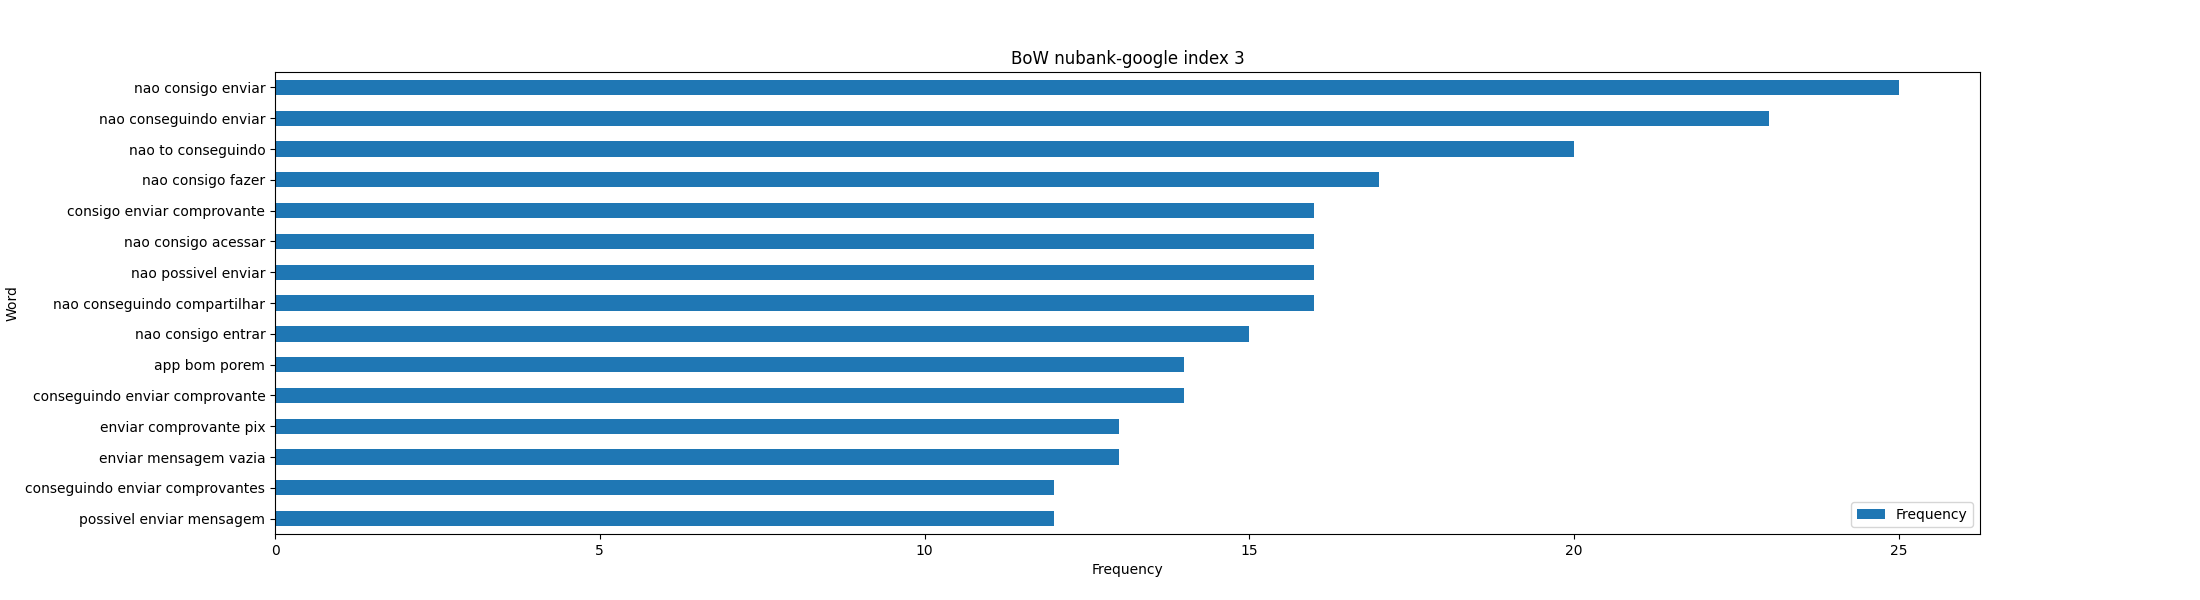 BoW nubank-google index 3
Word
nao consigo enviar
nao conseguindo enviar
nao to conseguindo
nao consigo fazer
consigo enviar comprovante
nao consigo acessar
nao possivel enviar
nao conseguindo compartilhar
nao consigo entrar
app bom porem
conseguindo enviar comprovante
enviar comprovante pix
enviar mensagem vazia
conseguindo enviar comprovantes
possivel enviar mensagem
Frequency
0 5 10 15 20 25
Frequency